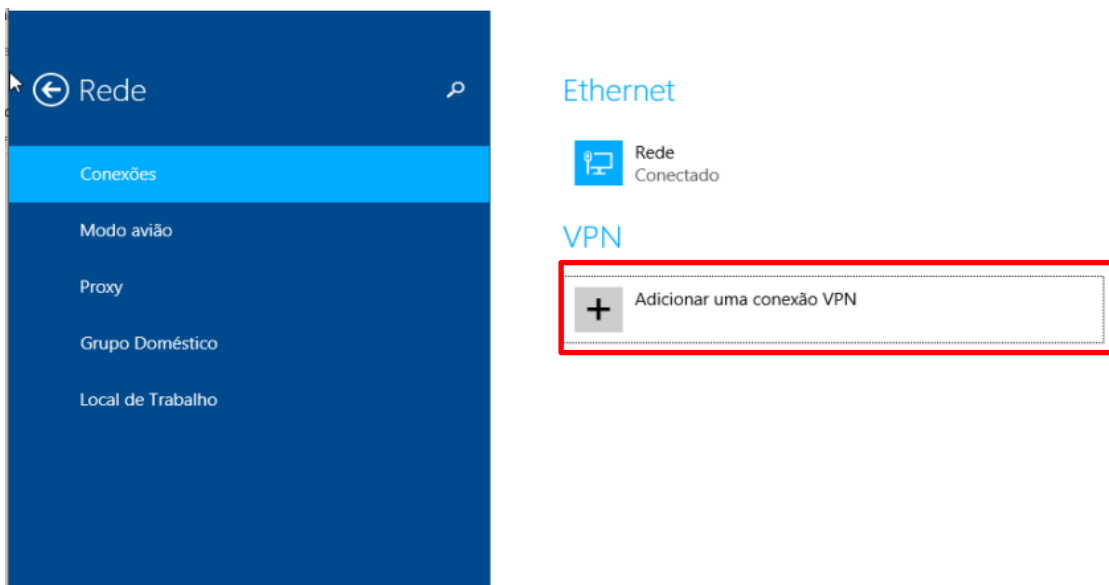 Rede
Conexões
Modo avião
Proxy
Grupo Doméstico
Local de Trabalho
Ethernet
Rede
Conectado
VPN
Adicionar uma conexão VPN